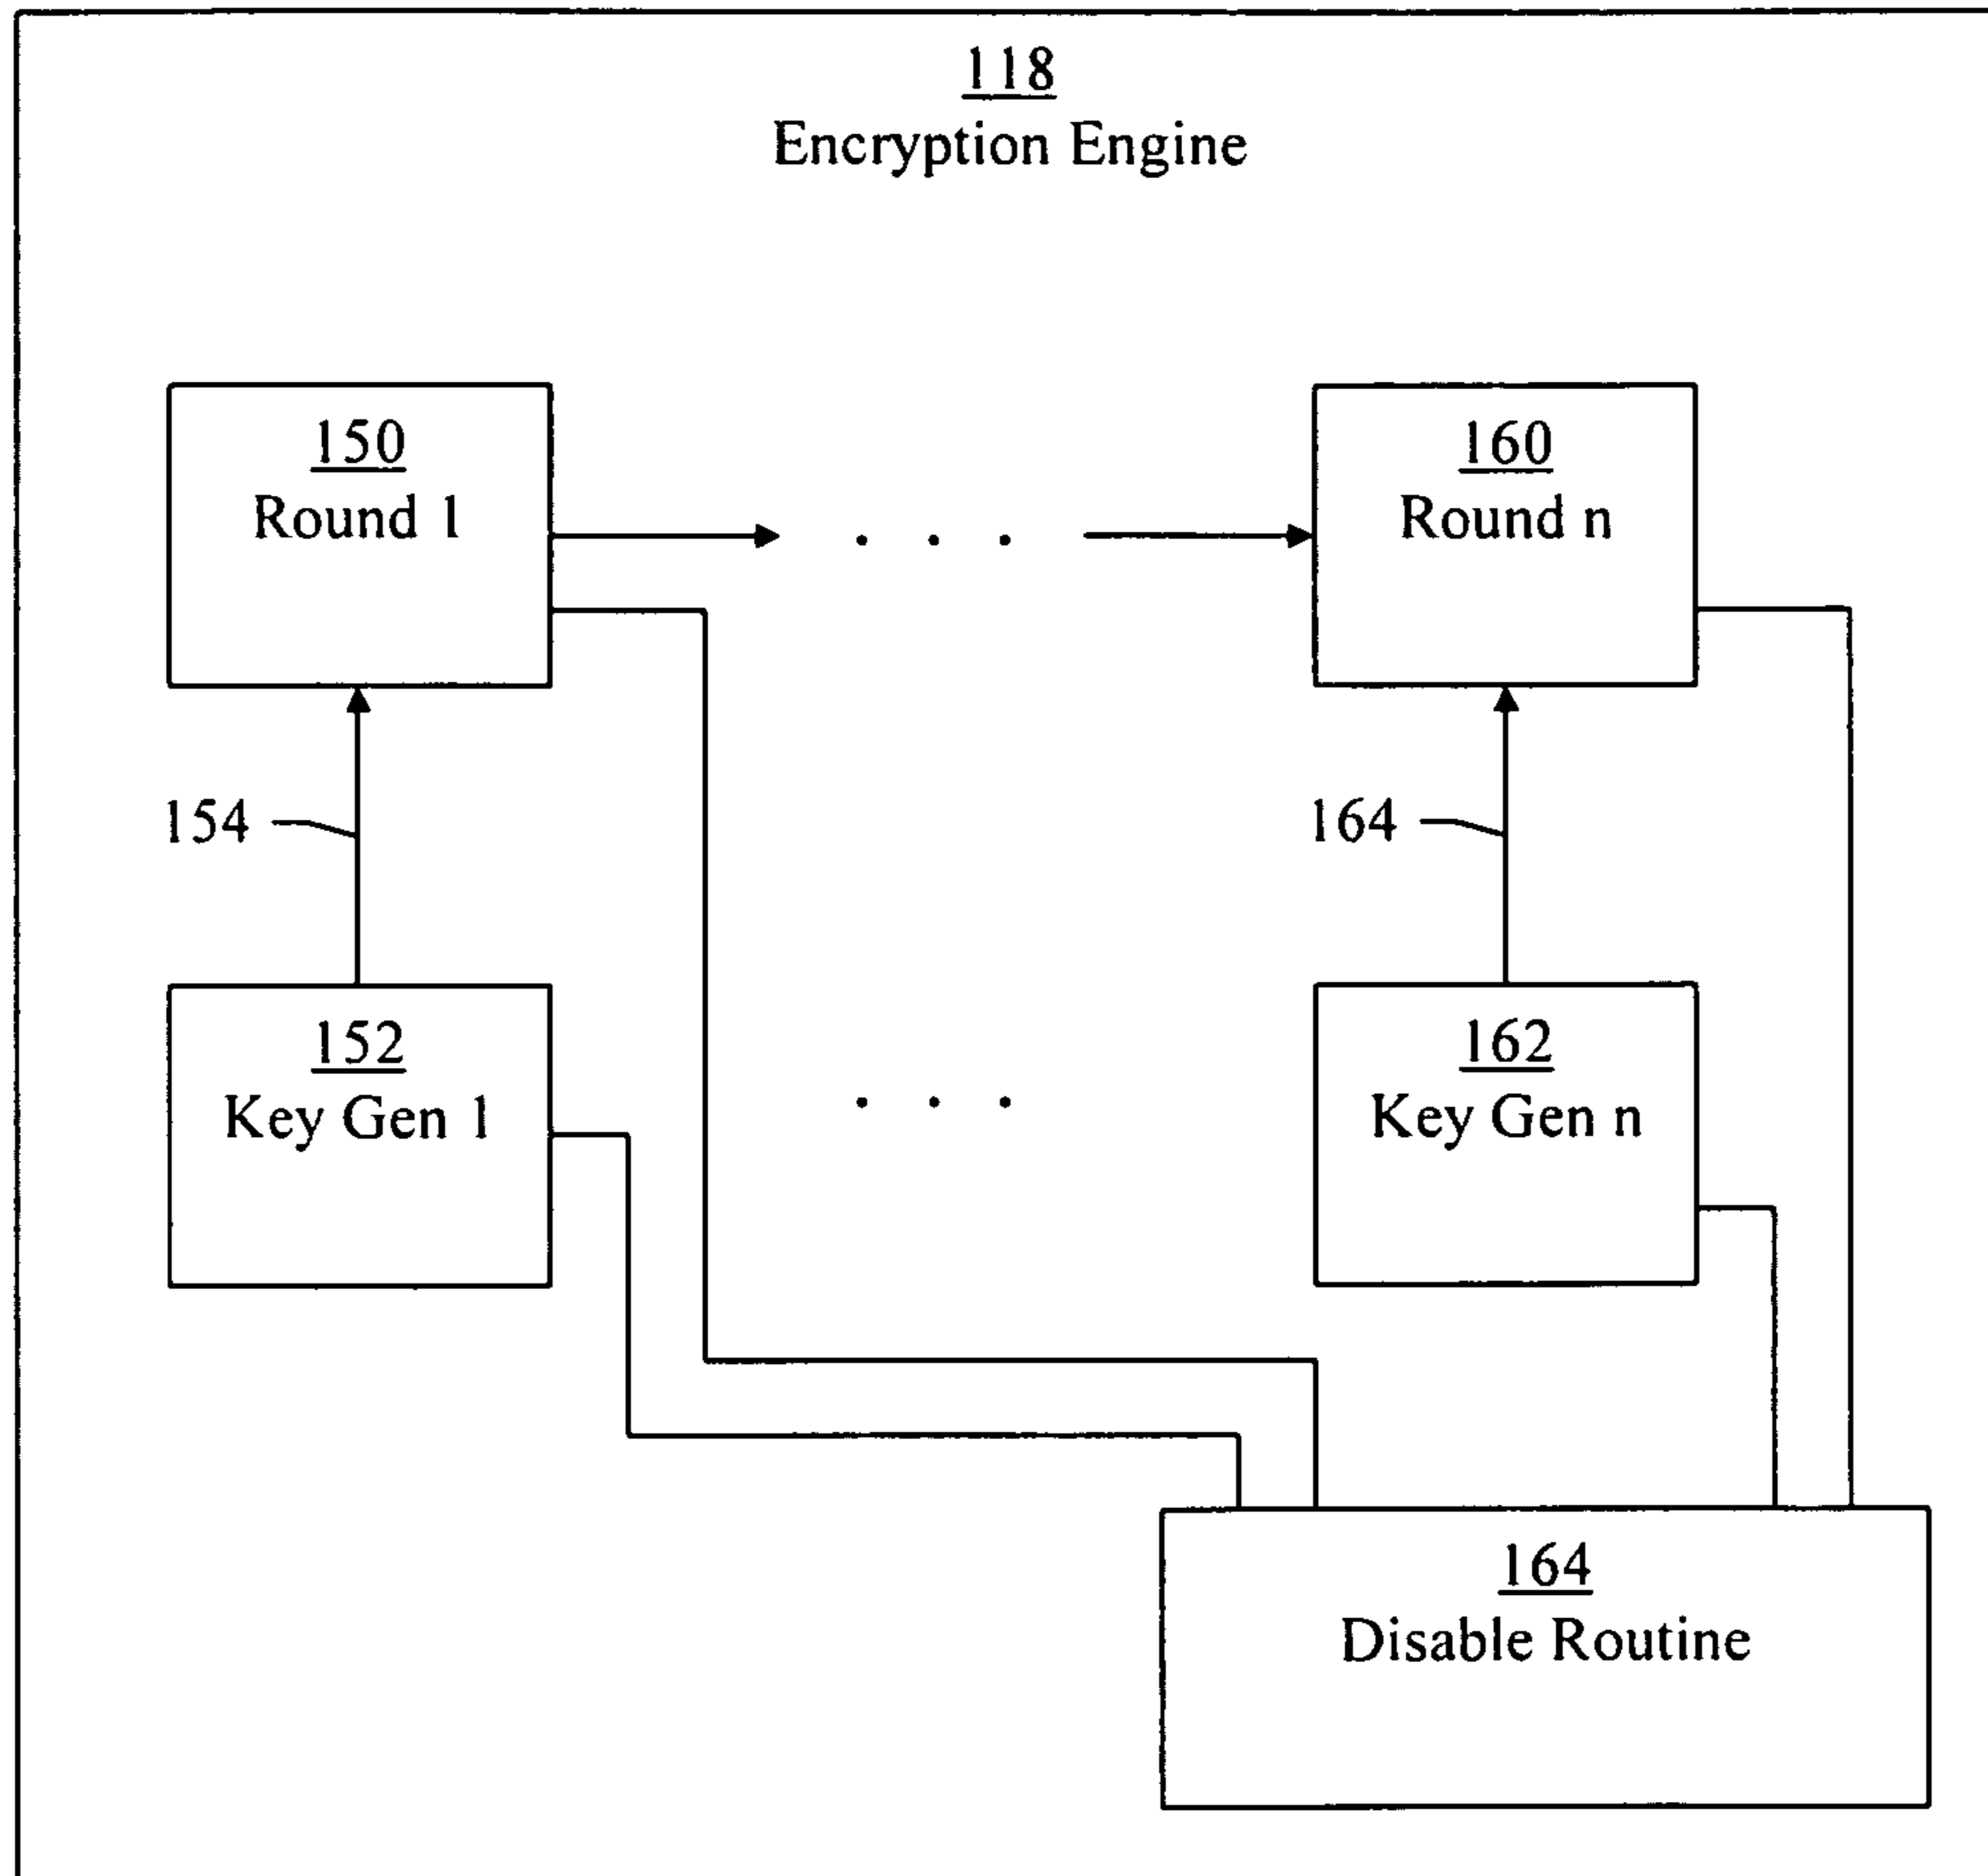 118
Encryption Engine
150
Round 1
. . .
160
Round n
154
164
152
Key Gen 1
. . .
162
Key Gen n
164
Disable Routine